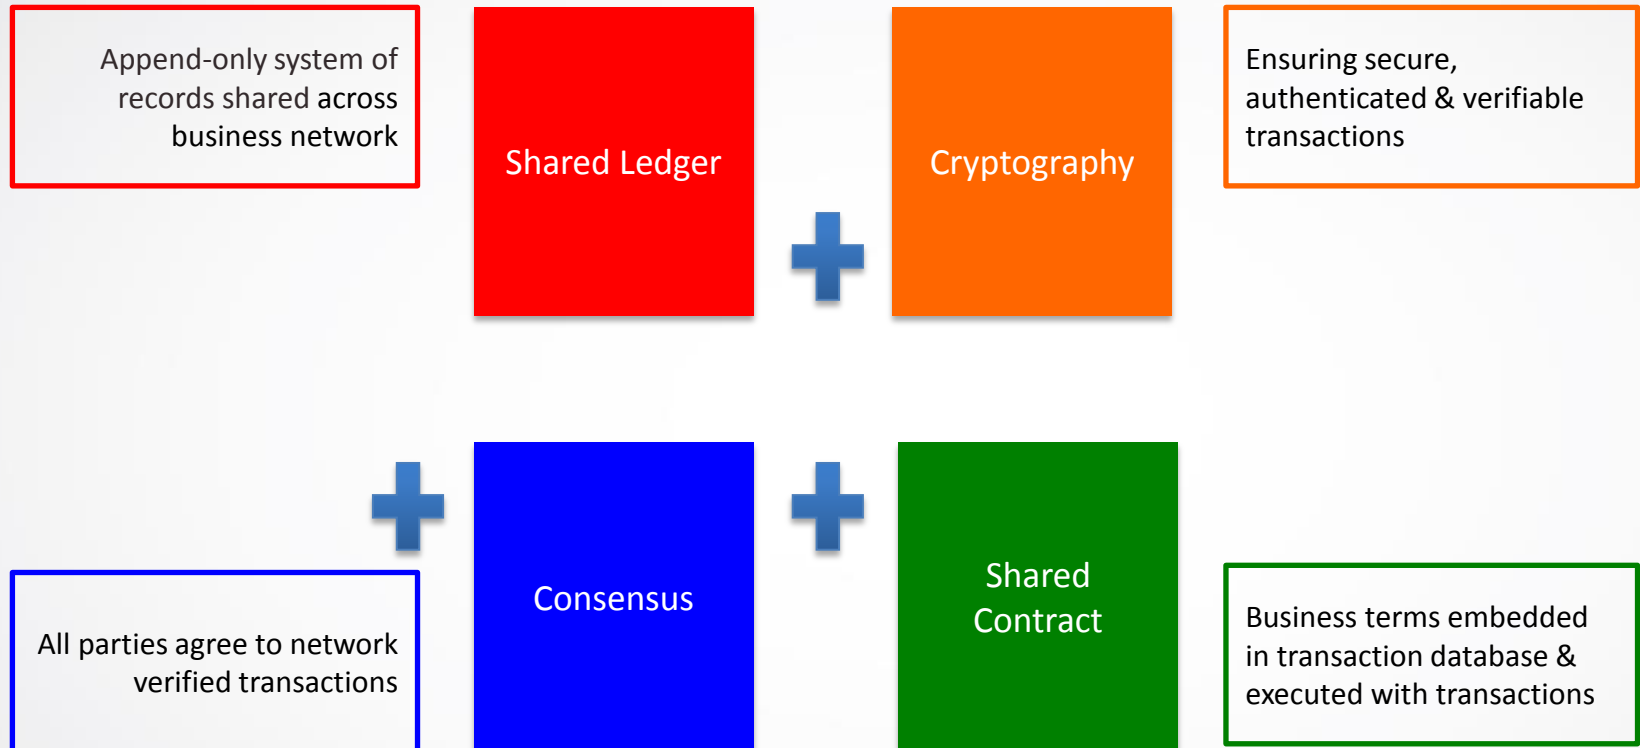 Append-only system of
records shared across
business network
Shared Ledger
Cryptography
Ensuring secure,
authenticated & verifiable
transactions
All parties agree to network
verified transactions
Consensus
Shared
Contract
Business terms embedded
in transaction database &
executed with transactions